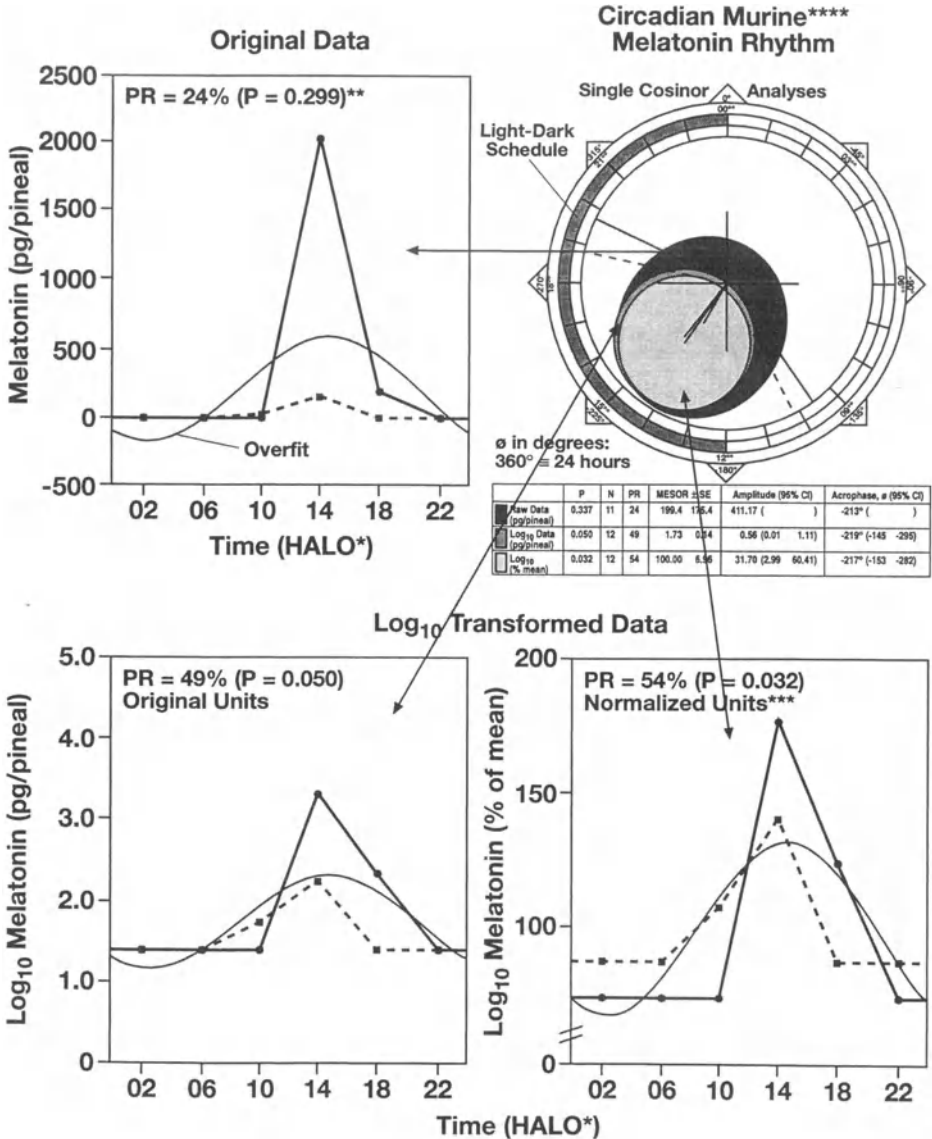 Circadian Murine****
Melatonin Rhythm
Original Data
2500
2000
1500
1000
500
0
-500
Melatonin (pg/pineal)
PR = 24% (P = 0.299)**
Overfit
02 06 10 14 18 22
Time (HALO*)
Single Cosinor Analyses
Light-Dark
Schedule
0°
-45°
-90°
-180°
-225°
-270°
-315°
ø in degrees:
360° ≡ 24 hours
P N PR MESOR ±SE Amplitude (95% CI) Acrophase, ø (95% CI)
Raw Data (pg/pineal) 0.337 11 24 199.4 411.17 ( ) -213° ( )
Log10 Data (pg/pineal) 0.050 12 49 1.73 0.56 (0.01 1.11) -219° (-145 -295)
Log10 (% mean) 0.032 12 54 100.00 31.70 (2.99 60.41) -217° (-153 -282)
Log10 Transformed Data
5.0
4.0
3.0
2.0
1.0
0
Log10 Melatonin (pg/pineal)
PR = 49% (P = 0.050)
Original Units
02 06 10 14 18 22
200
150
100
0
Log10 Melatonin (% of mean)
PR = 54% (P = 0.032)
Normalized Units***
02 06 10 14 18 22
Time (HALO*)